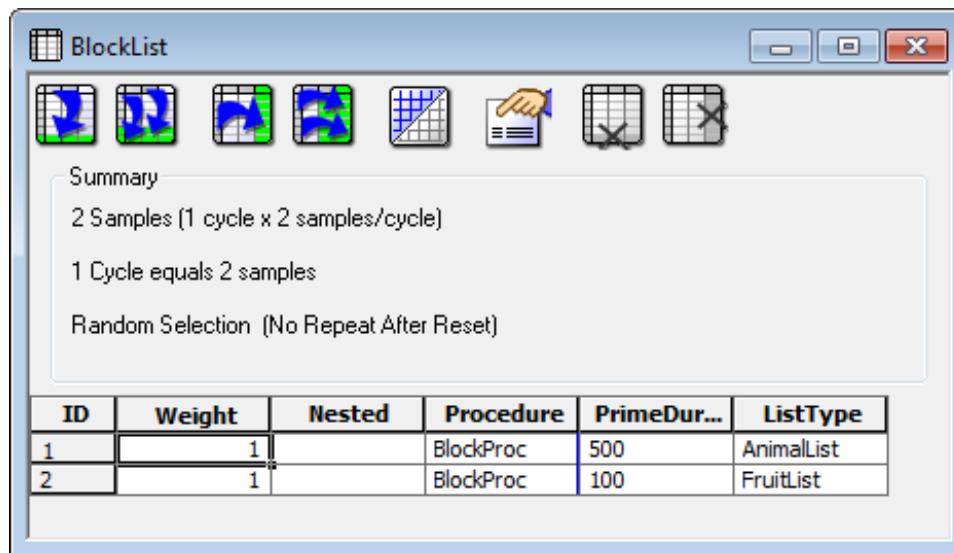 BlockList
Summary
2 Samples (1 cycle x 2 samples/cycle)
1 Cycle equals 2 samples
Random Selection (No Repeat After Reset)
ID Weight Nested Procedure PrimeDur... ListType
1 1 BlockProc 500 AnimalList
2 1 BlockProc 100 FruitList